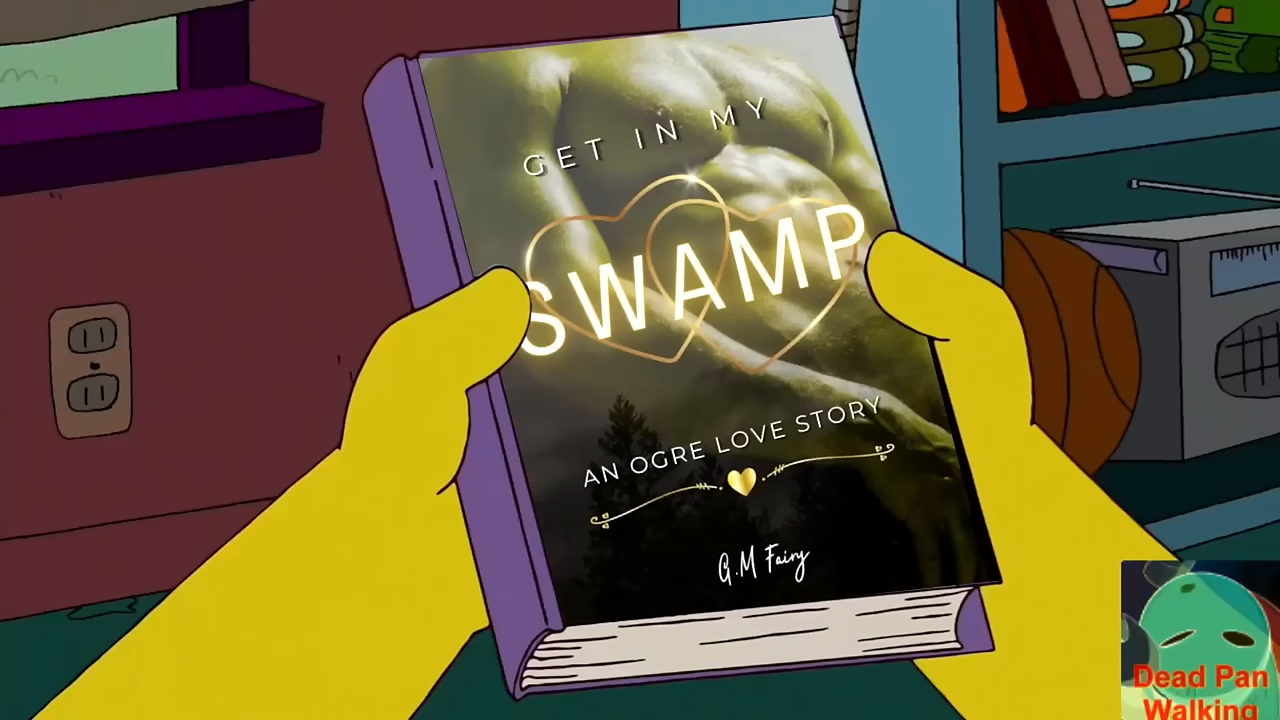 GET IN MY
SWAMP
AN OGRE LOVE STORY
G.M Fairy
Dead Pan
Walking